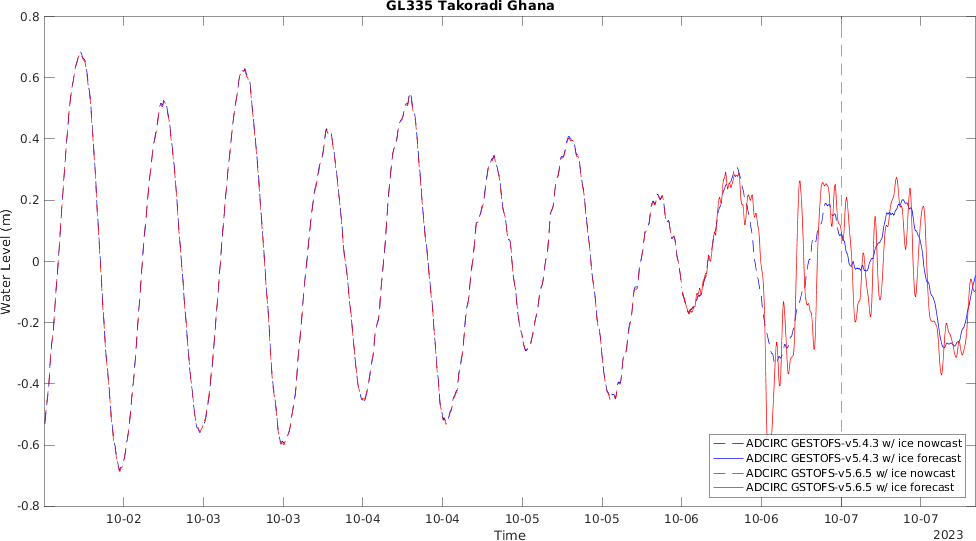 GL335 Takoradi Ghana
0.8
0.6
0.4
0.2
0
-0.2
-0.4
-0.6
-0.8
Water Level (m)
10-02 10-03 10-03 10-04 10-04 10-05 10-05 10-06 10-06 10-07 10-07
Time
2023
ADCIRC GESTOFS-v5.4.3 w/ ice nowcast
ADCIRC GESTOFS-v5.4.3 w/ ice forecast
ADCIRC GSTOFS-v5.6.5 w/ ice nowcast
ADCIRC GSTOFS-v5.6.5 w/ ice forecast